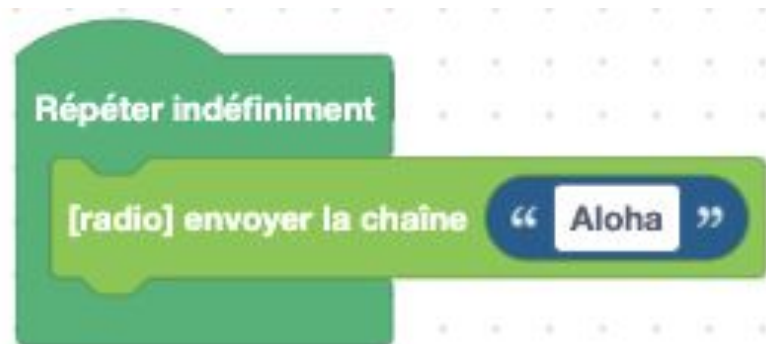 Répéter indéfiniment
[radio] envoyer la chaîne “ Aloha ”